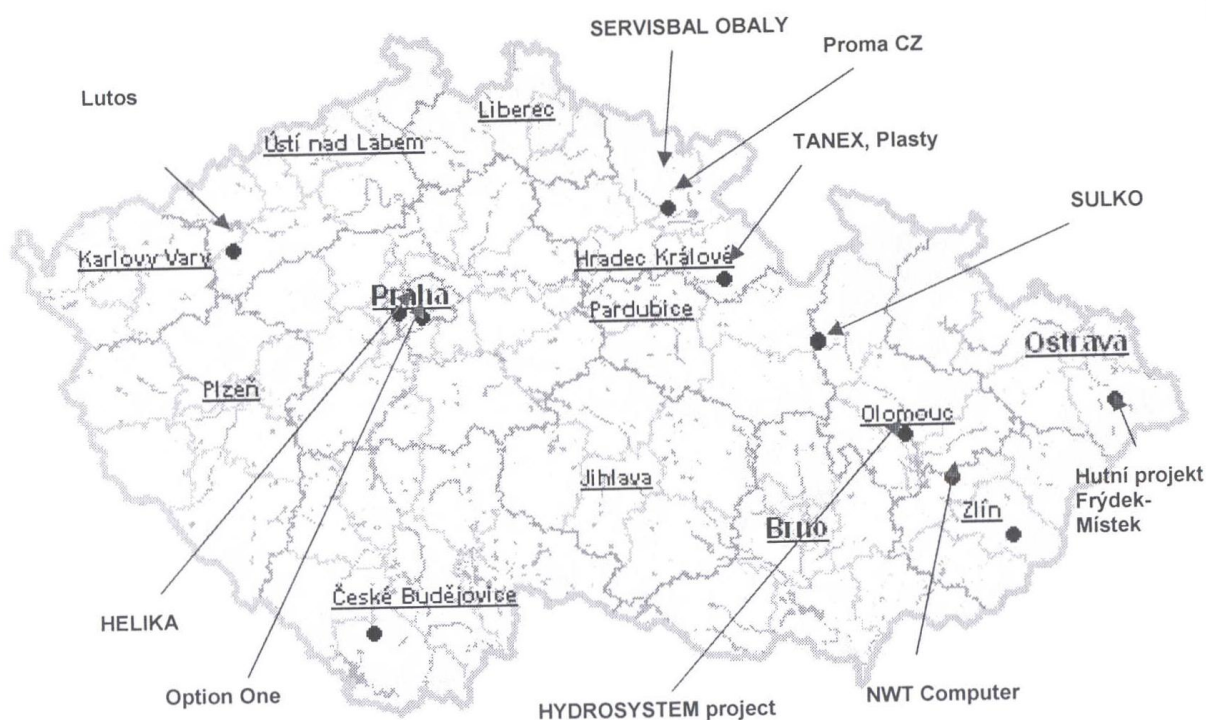 SERVISBAL OBALY
Proma CZ
Lutos
Liberec
Ústí nad Labem
TANEX, Plasty
SULKO
Karlovy Vary
Hradec Králové
Praha
Pardubice
Ostrava
Plzeň
Olomouc
Jihlava
Hutní projekt
Frýdek-
Místek
Zlín
Brno
České Budějovice
HELIKA
Option One
NWT Computer
HYDROSYSTEM project